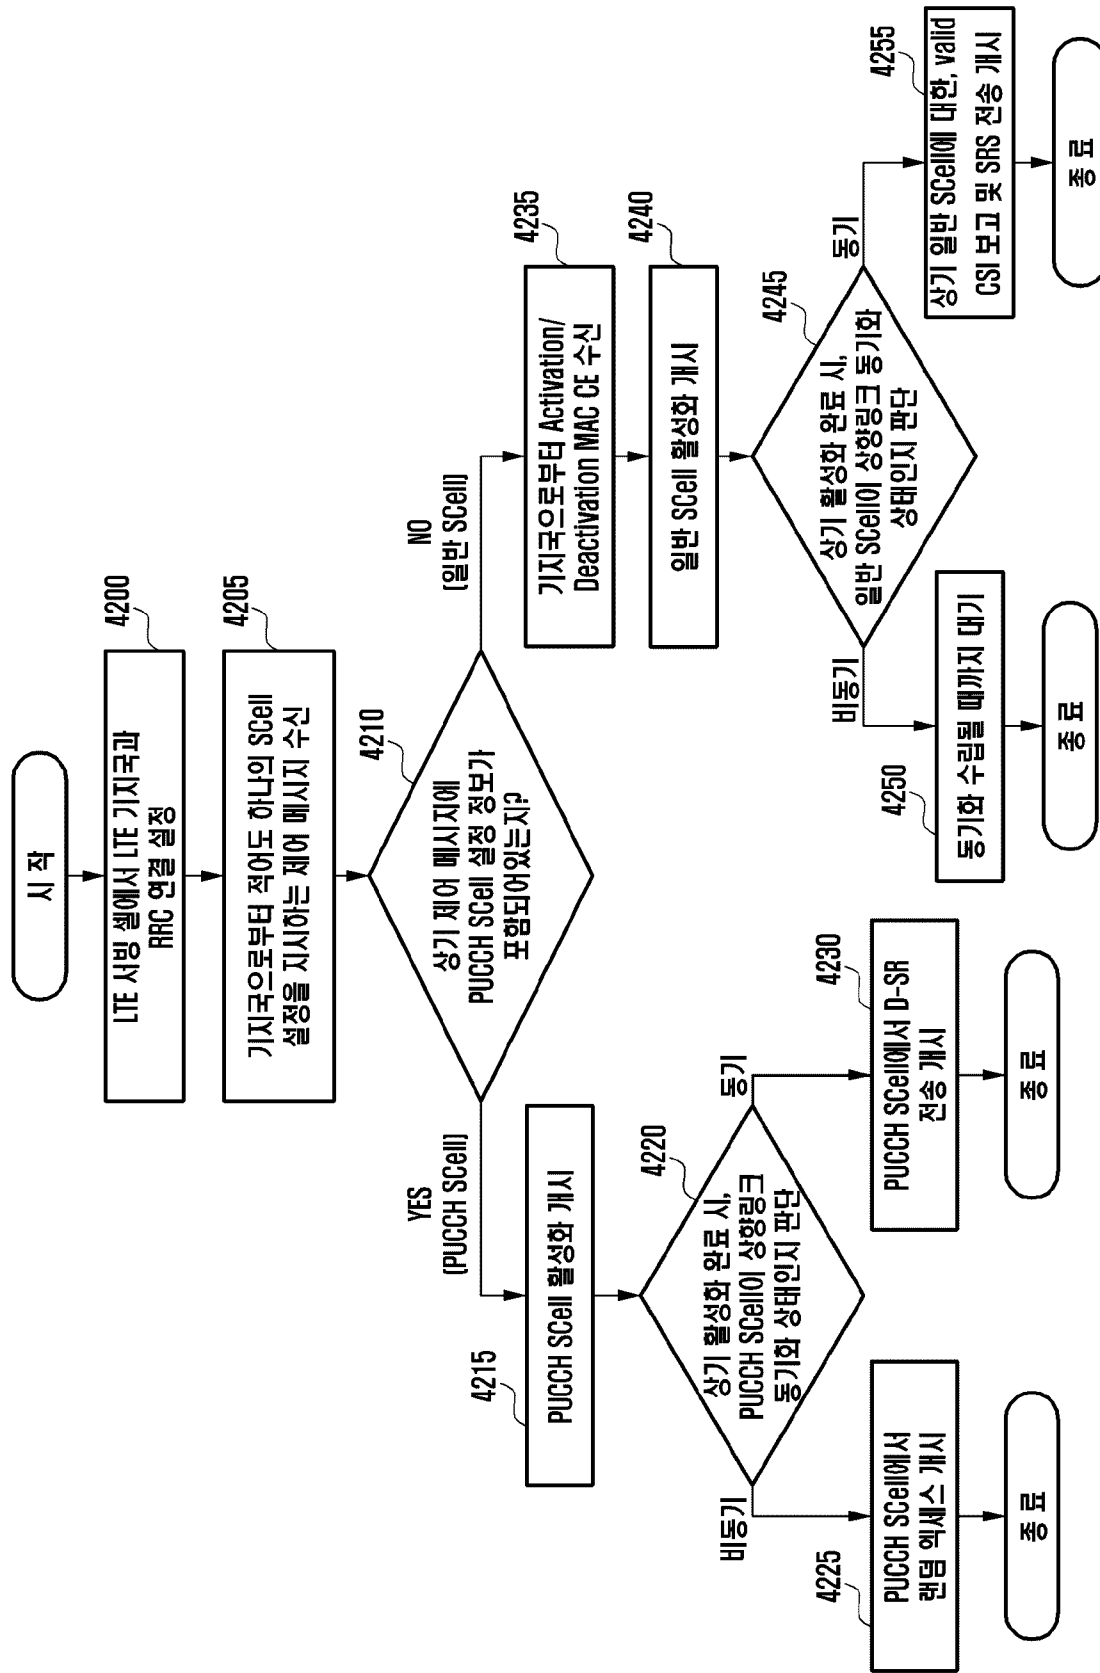 시작
4200
LTE 서빙 셀에서 LTE 기지국과
RRC 연결 설정
4205
기지국으로부터 적어도 하나의 SCell
설정을 지시하는 제어 메시지 수신
4210
상기 제어 메시지에
PUCCH SCell 설정 정보가
포함되어있는지?
YES
(PUCCH SCell)
NO
(일반 SCell)
4215
PUCCH SCell 활성화 개시
4220
상기 활성화 완료 시,
PUCCH SCell이 상향링크
동기화 상태인지 판단
비동기
동기
4225
PUCCH SCell에서
랜덤 엑세스 개시
종료
4230
PUCCH SCell에서 D-SR
전송 개시
종료
4235
기지국으로부터 Activation/
Deactivation MAC CE 수신
4240
일반 SCell 활성화 개시
4245
상기 활성화 완료 시,
일반 SCell이 상향링크 동기화
상태인지 판단
비동기
동기
4250
동기화 수립될 때까지 대기
종료
4255
상기 일반 SCell에 대한, valid
CSI 보고 및 SRS 전송 개시
종료